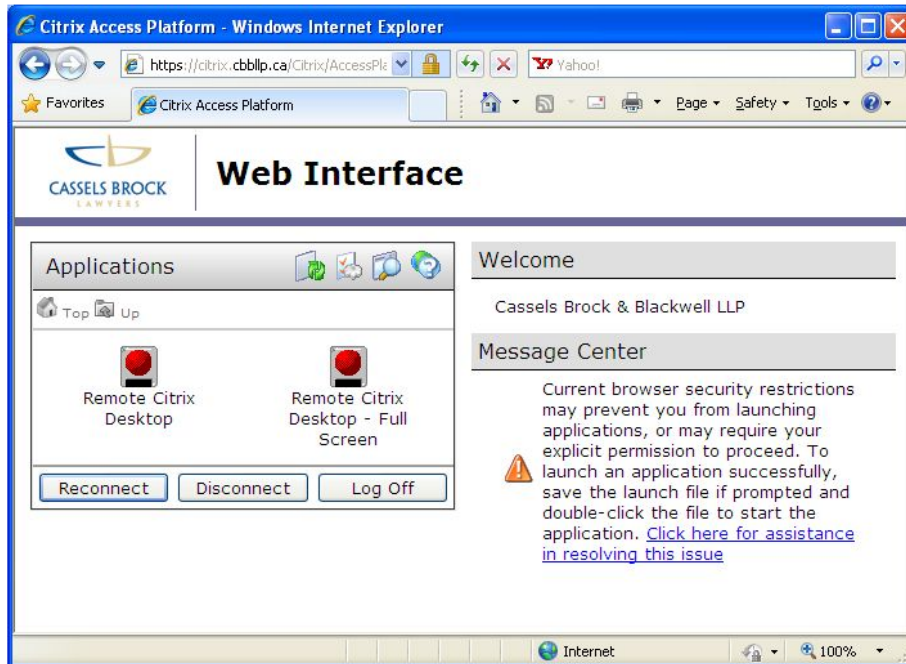 Citrix Access Platform - Windows Internet Explorer
https://citrix.cbbllp.ca/Citrix/AccessPla
Yahoo!
Favorites
Citrix Access Platform
Page
Safety
Tools
CASSELS BROCK
LAWYERS
Web Interface
Applications
Top
Up
Remote Citrix
Desktop
Remote Citrix
Desktop - Full
Screen
Reconnect
Disconnect
Log Off
Welcome
Cassels Brock & Blackwell LLP
Message Center
Current browser security restrictions
may prevent you from launching
applications, or may require your
explicit permission to proceed. To
launch an application successfully,
save the launch file if prompted and
double-click the file to start the
application. Click here for assistance
in resolving this issue
Internet
100%